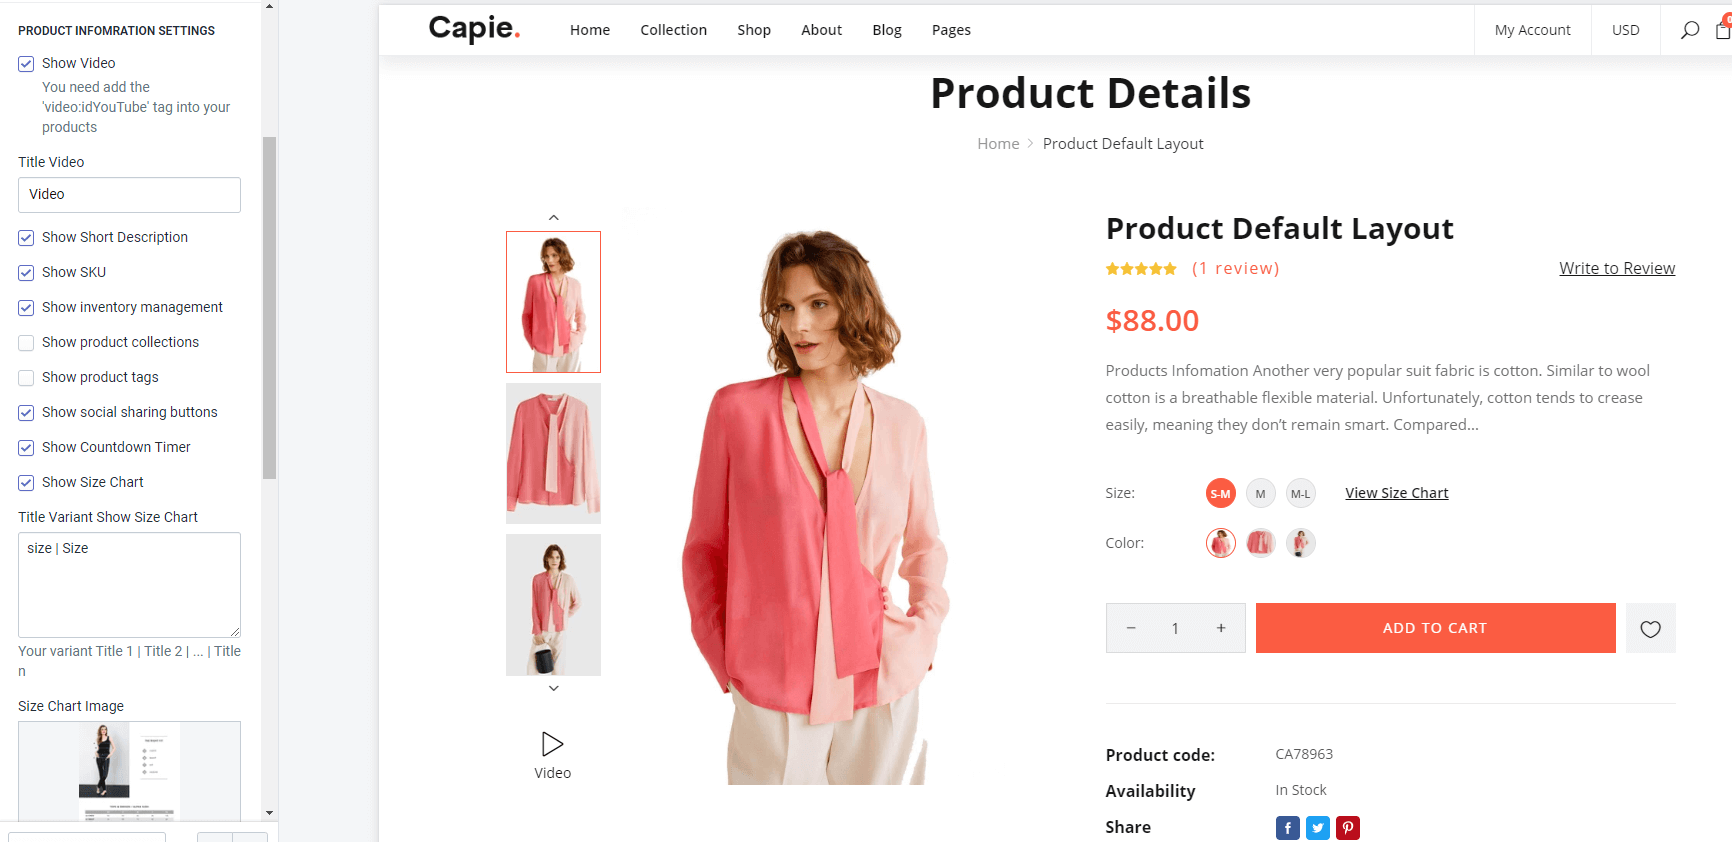 PRODUCT INFOMRATION SETTINGS
Show Video
You need add the
'video:idYouTube' tag into your
products
Title Video
Video
Show Short Description
Show SKU
Show inventory management
Show product collections
Show product tags
Show social sharing buttons
Show Countdown Timer
Show Size Chart
Title Variant Show Size Chart
size | Size
Your variant Title 1 | Title 2 | ... | Title
n
Size Chart Image
Capie.
Home Collection Shop About Blog Pages
My Account USD
Product Details
Home > Product Default Layout
Video
Product Default Layout
(1 review) Write to Review
$88.00
Products Infomation Another very popular suit fabric is cotton. Similar to wool
cotton is a breathable flexible material. Unfortunately, cotton tends to crease
easily, meaning they don’t remain smart. Compared...
Size: S-M M M-L View Size Chart
Color:
− 1 + ADD TO CART
Product code: CA78963
Availability In Stock
Share